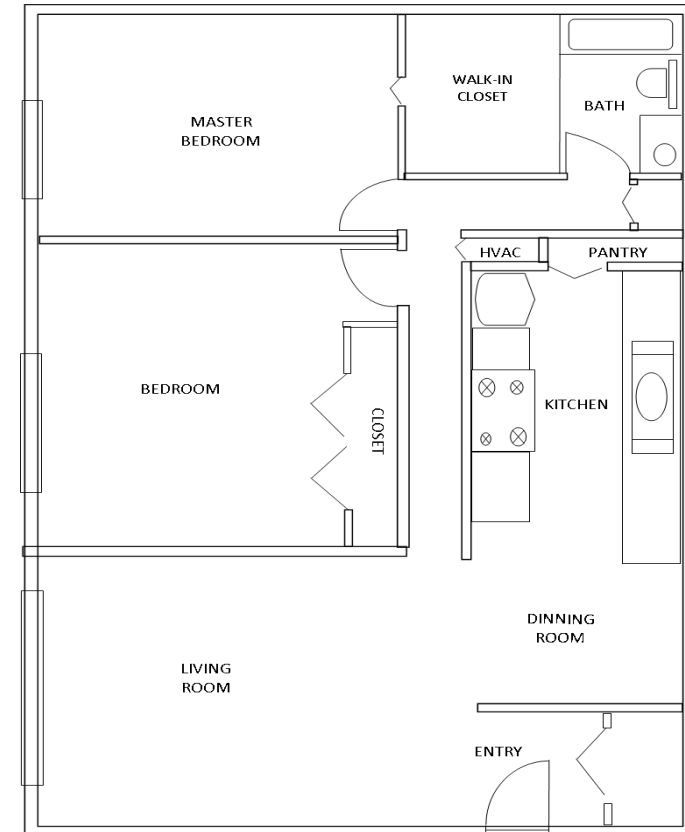 MASTER
BEDROOM
WALK-IN
CLOSET
BATH
HVAC
PANTRY
BEDROOM
CLOSET
KITCHEN
DINNING
ROOM
LIVING
ROOM
ENTRY